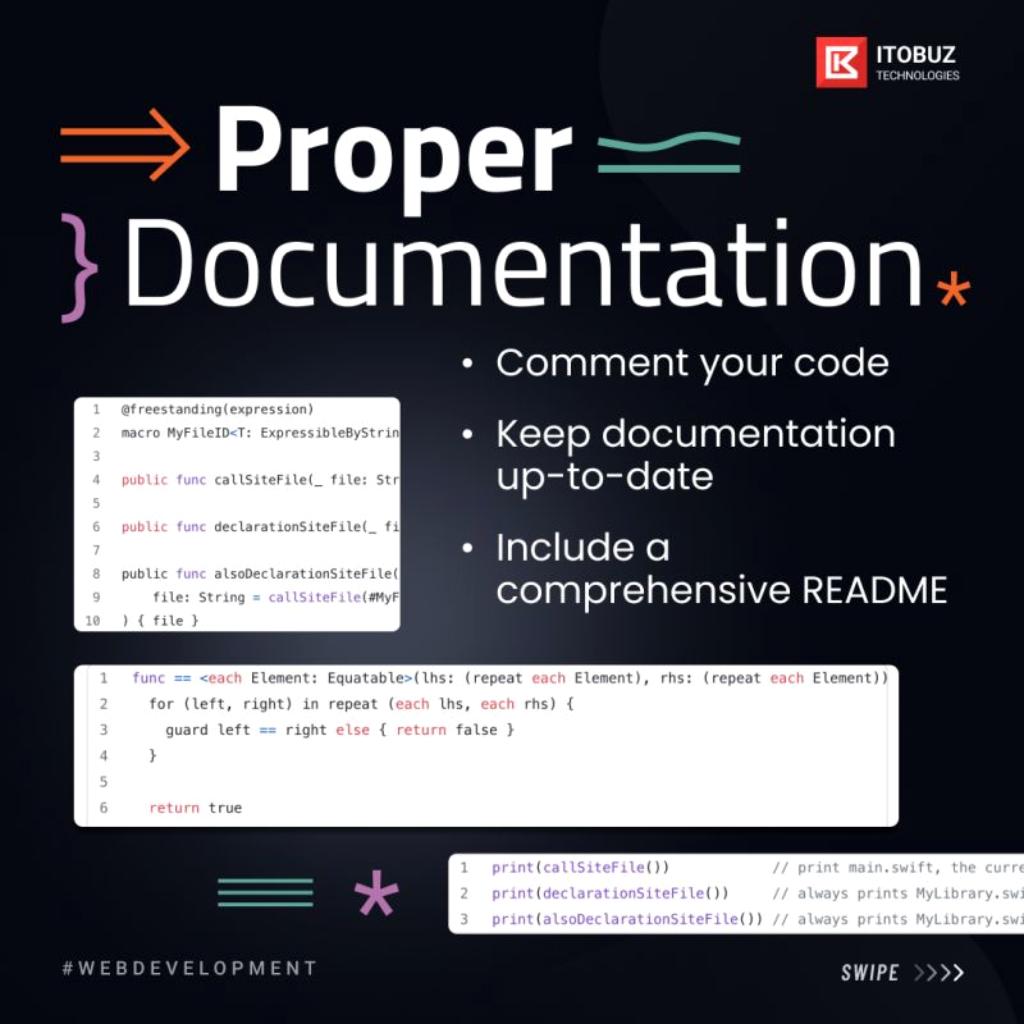 ITOBUZ
TECHNOLOGIES
Proper
} Documentation*
• Comment your code
• Keep documentation
up-to-date
• Include a
comprehensive README
1 @freestanding(expression)
2 macro MyFileID<T: ExpressibleByStrin
3
4 public func callSiteFile(_ file: Str
5
6 public func declarationSiteFile(_ fi
7
8 public func alsoDeclarationSiteFile(
9 file: String = callSiteFile(#MyF
10 ) { file }
1 func == <each Element: Equatable>(lhs: (repeat each Element), rhs: (repeat each Element))
2 for (left, right) in repeat (each lhs, each rhs) {
3 guard left == right else { return false }
4 }
5
6 return true
*
1 print(callSiteFile()) // print main.swift, the curre
2 print(declarationSiteFile()) // always prints MyLibrary.swi
3 print(alsoDeclarationSiteFile()) // always prints MyLibrary.swi
#WEBDEVELOPMENT
SWIPE >>>>